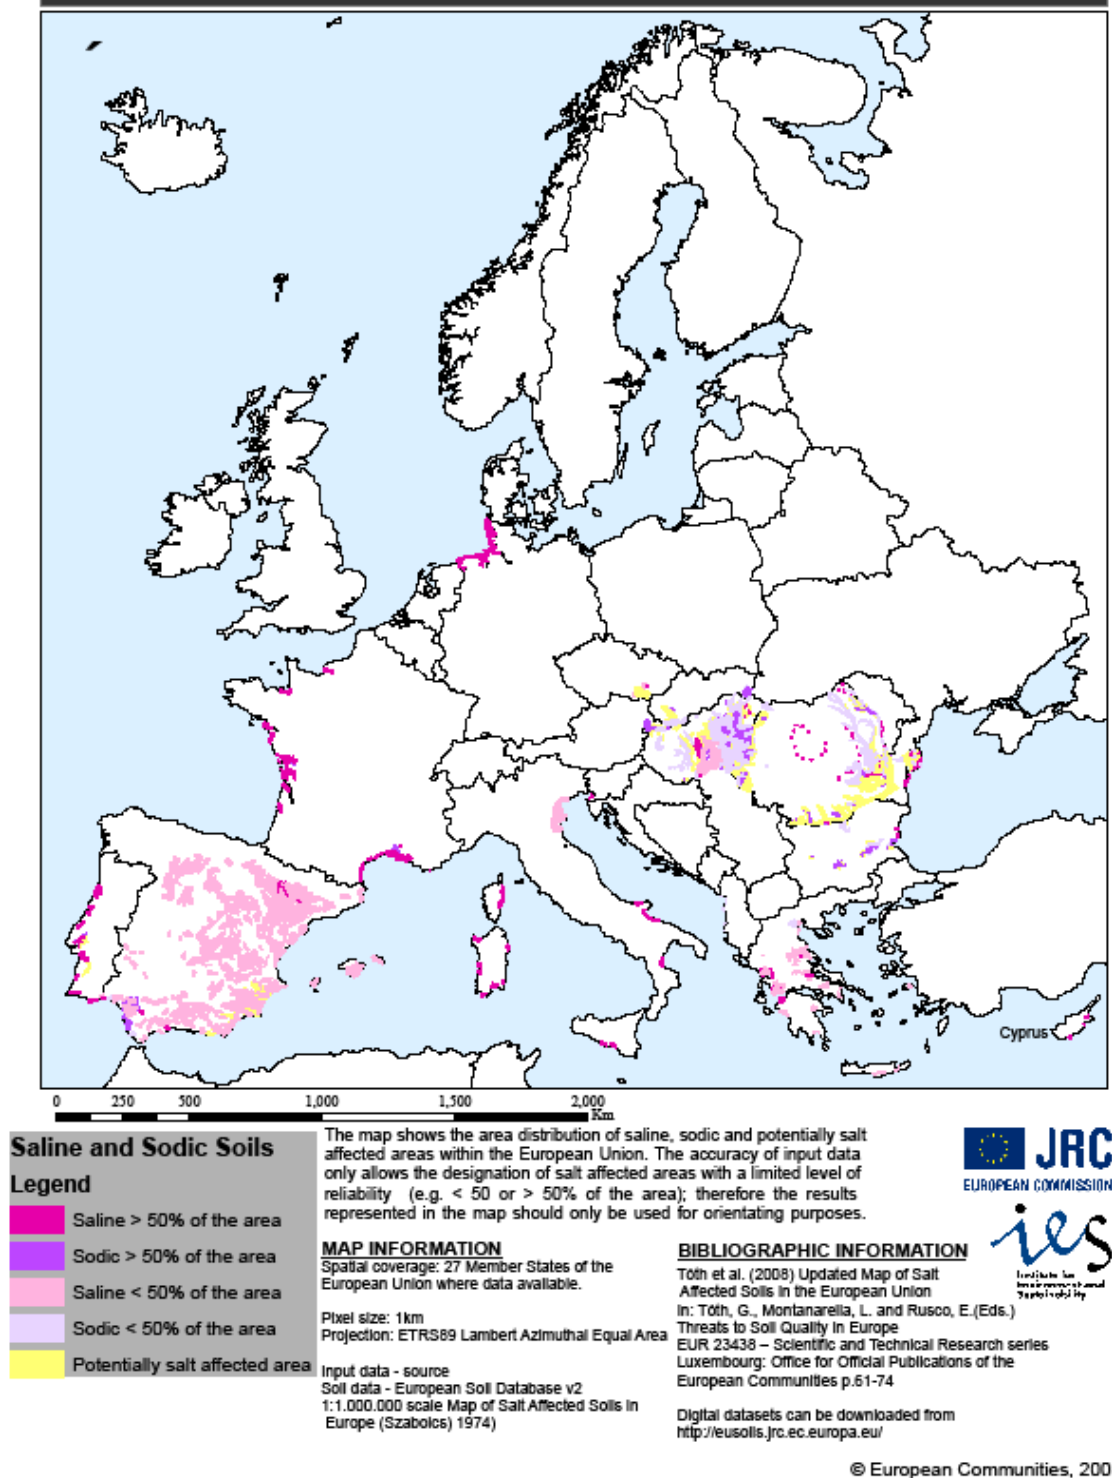 Cyprus
0 250 500 1,000 1,500 2,000
Km
Saline and Sodic Soils
Legend
Saline > 50% of the area
Sodic > 50% of the area
Saline < 50% of the area
Sodic < 50% of the area
Potentially salt affected area
The map shows the area distribution of saline, sodic and potentially salt
affected areas within the European Union. The accuracy of input data
only allows the designation of salt affected areas with a limited level of
reliability (e.g. < 50 or > 50% of the area); therefore the results
represented in the map should only be used for orientating purposes.
MAP INFORMATION
Spatial coverage: 27 Member States of the
European Union where data available.
Pixel size: 1km
Projection: ETRS89 Lambert Azimuthal Equal Area
Input data - source
Soil data - European Soil Database v2
1:1.000.000 scale Map of Salt Affected Soils in
Europe (Szabolcs) 1974)
BIBLIOGRAPHIC INFORMATION
Tóth et al. (2008) Updated Map of Salt
Affected Soils in the European Union
In: Tóth, G., Montanarella, L. and Rusco, E.(Eds.)
Threats to Soil Quality in Europe
EUR 23438 – Scientific and Technical Research series
Luxembourg: Office for Official Publications of the
European Communities p.61-74
Digital datasets can be downloaded from
http://eusoils.jrc.ec.europa.eu/
JRC
EUROPEAN COMMISSION
ies
Institute for
Environment and
Sustainability
© European Communities, 200